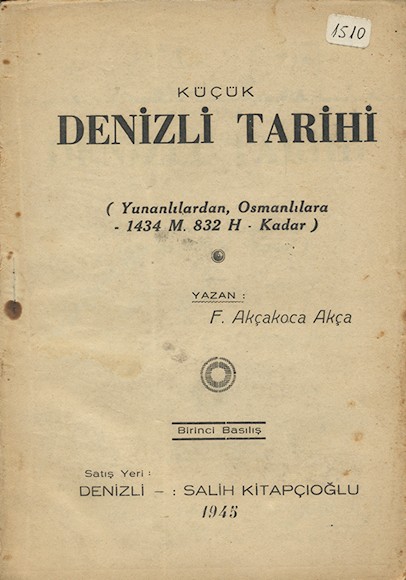 1510
KÜÇÜK
DENİZLİ TARİHİ
( Yunanlılardan, Osmanlılara
- 1434 M. 832 H - Kadar )
YAZAN :
F. Akçakoca Akça
Birinci Basılış
Satış Yeri :
DENİZLİ – : SALİH KİTAPÇIOĞLU
1945